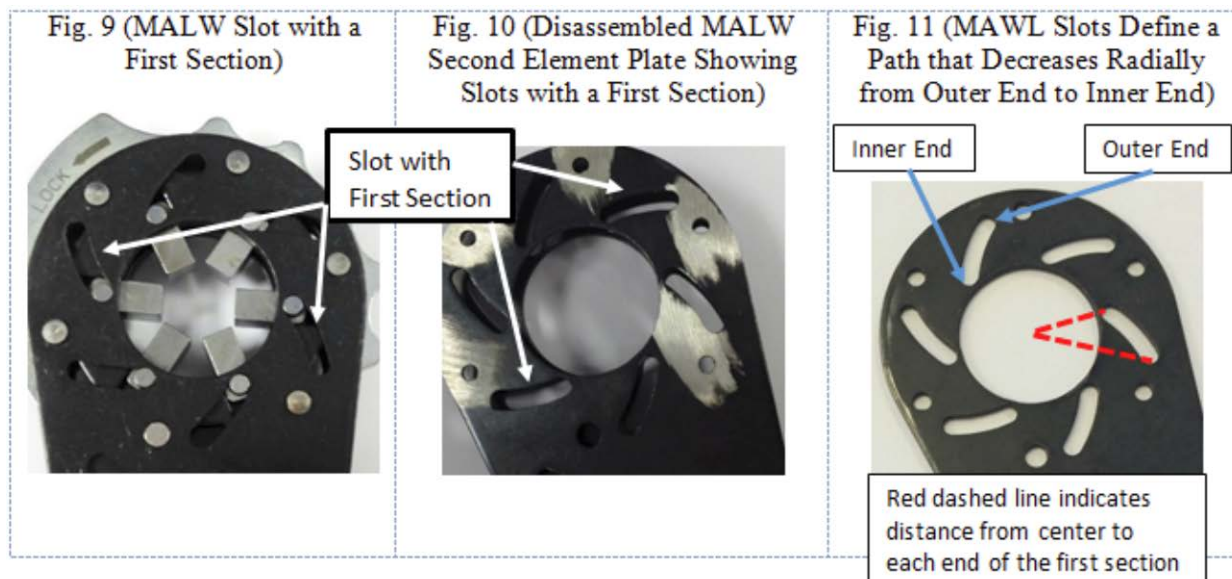 Fig. 9 (MALW Slot with a
First Section)
Fig. 10 (Disassembled MALW
Second Element Plate Showing
Slots with a First Section)
Fig. 11 (MAWL Slots Define a
Path that Decreases Radially
from Outer End to Inner End)
Slot with
First Section
Inner End
Outer End
LOCK
Red dashed line indicates
distance from center to
each end of the first section